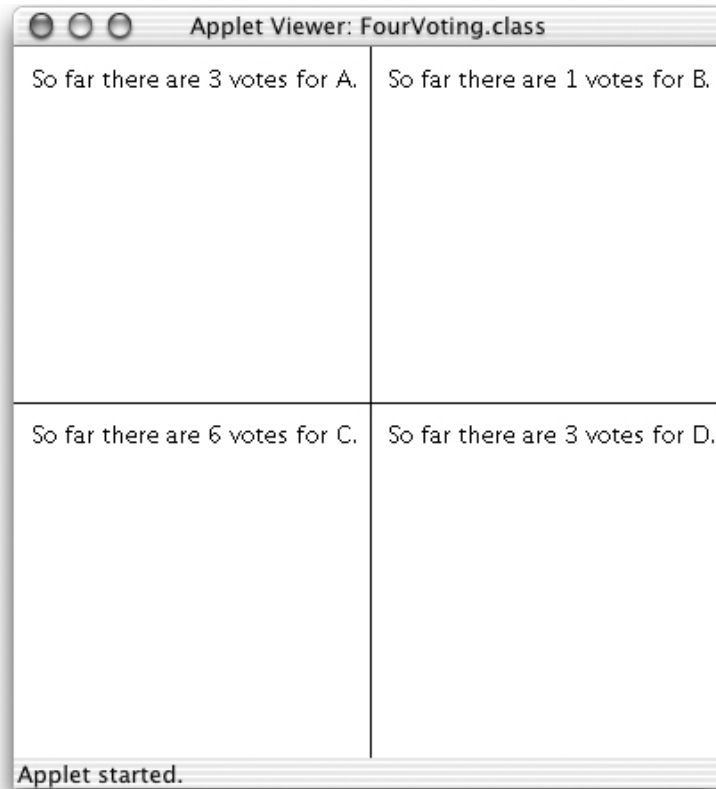 Applet Viewer: FourVoting.class
So far there are 3 votes for A.
So far there are 1 votes for B.
So far there are 6 votes for C.
So far there are 3 votes for D.
Applet started.